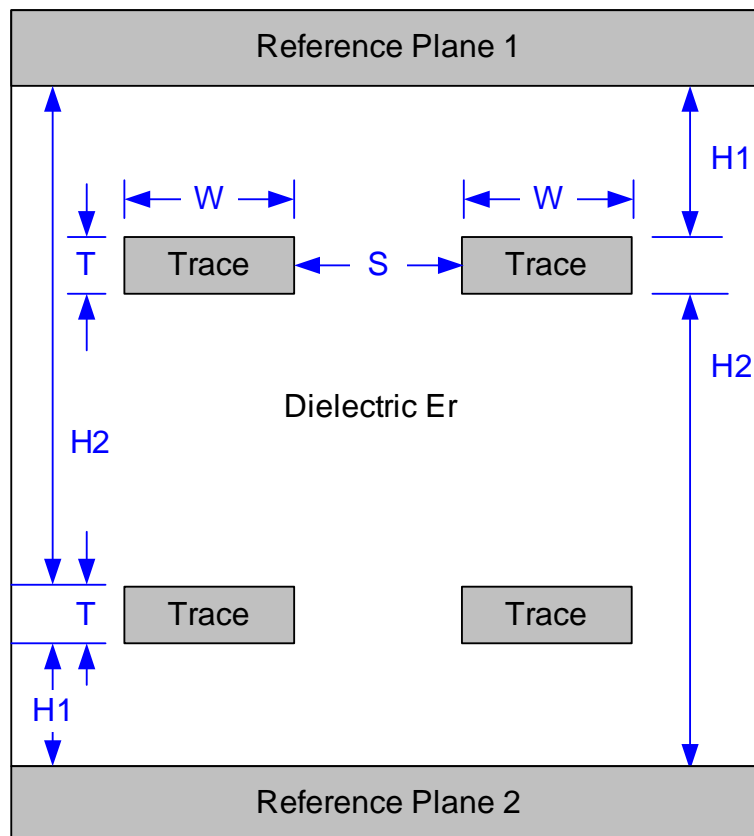 Reference Plane 1
H1
W
W
T
Trace
S
Trace
H2
Dielectric Er
H2
T
Trace
Trace
H1
Reference Plane 2